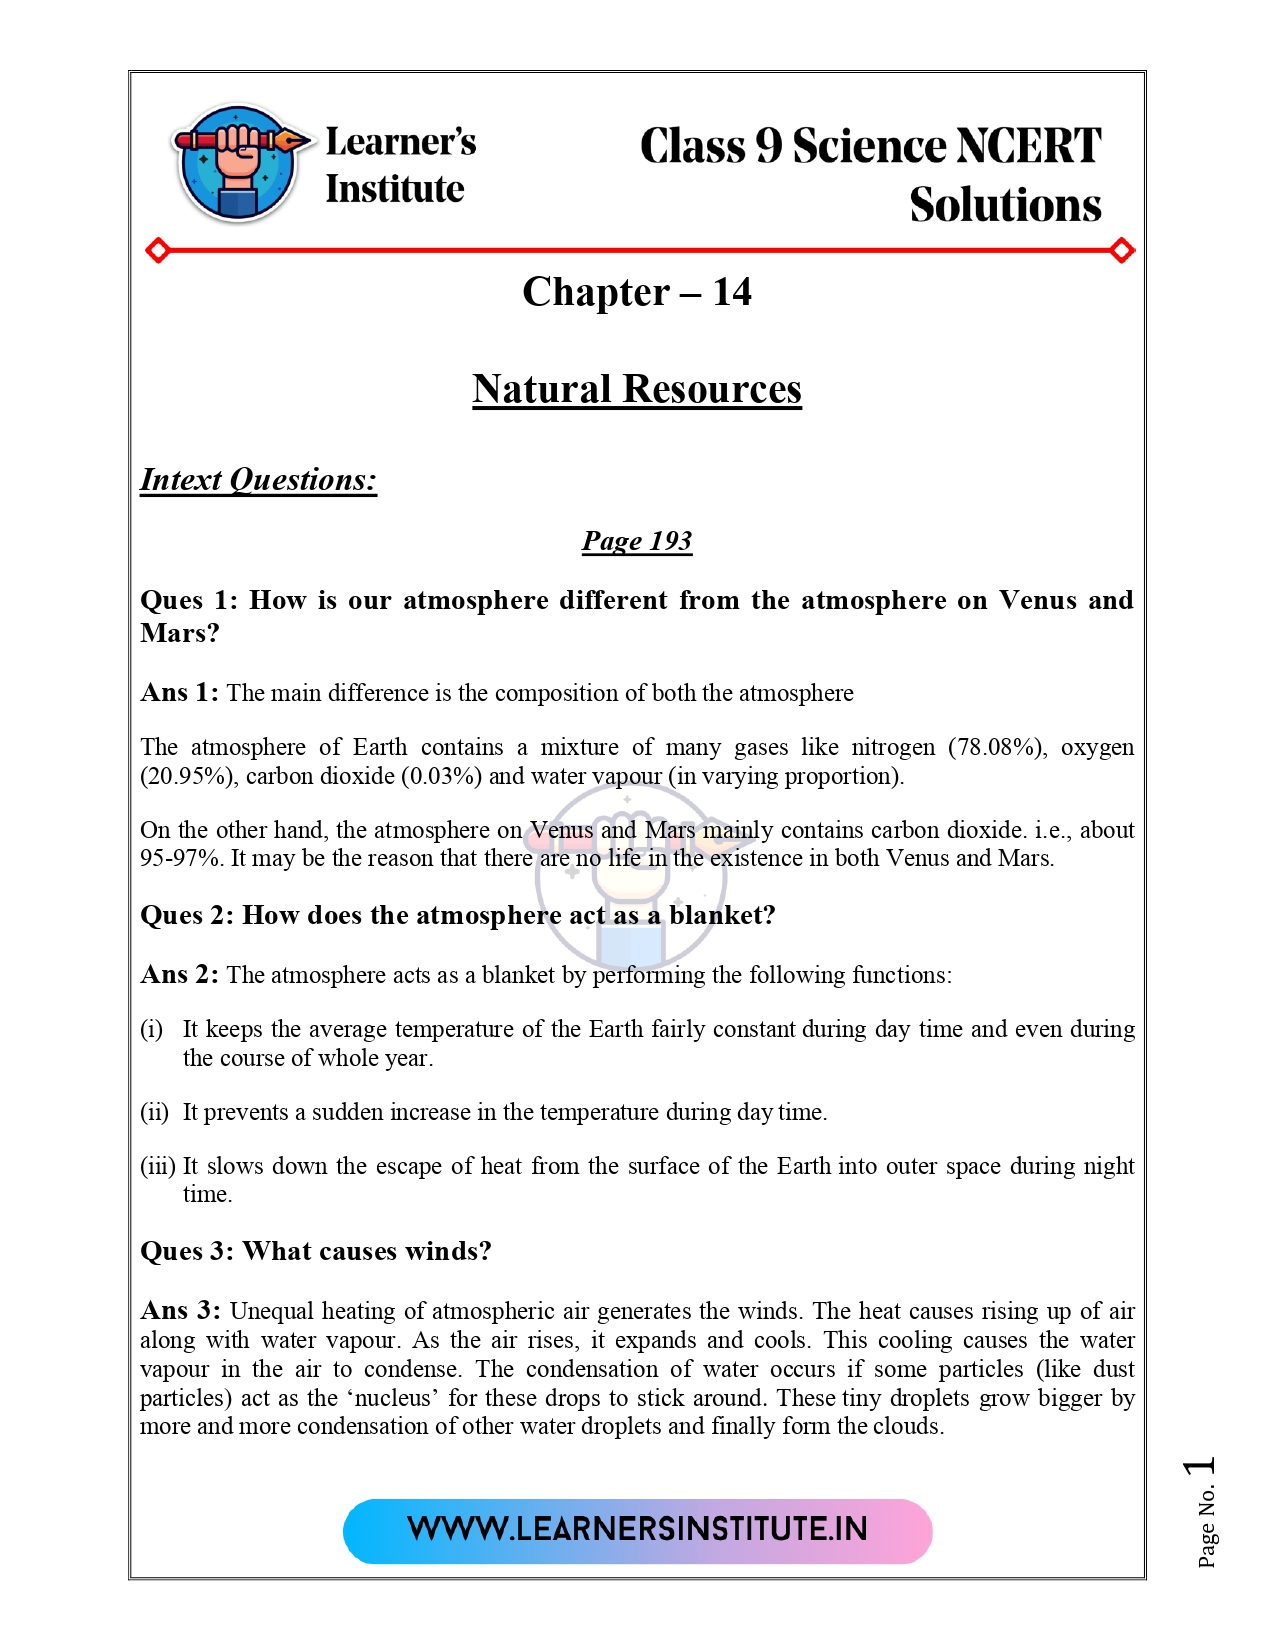 Learner's
Institute
Class 9 Science NCERT
Solutions
Chapter – 14
Natural Resources
Intext Questions:
Page 193
Ques 1: How is our atmosphere different from the atmosphere on Venus and
Mars?
Ans 1: The main difference is the composition of both the atmosphere
The atmosphere of Earth contains a mixture of many gases like nitrogen (78.08%), oxygen
(20.95%), carbon dioxide (0.03%) and water vapour (in varying proportion).
On the other hand, the atmosphere on Venus and Mars mainly contains carbon dioxide. i.e., about
95-97%. It may be the reason that there are no life in the existence in both Venus and Mars.
Ques 2: How does the atmosphere act as a blanket?
Ans 2: The atmosphere acts as a blanket by performing the following functions:
(i) It keeps the average temperature of the Earth fairly constant during day time and even during
the course of whole year.
(ii) It prevents a sudden increase in the temperature during day time.
(iii) It slows down the escape of heat from the surface of the Earth into outer space during night
time.
Ques 3: What causes winds?
Ans 3: Unequal heating of atmospheric air generates the winds. The heat causes rising up of air
along with water vapour. As the air rises, it expands and cools. This cooling causes the water
vapour in the air to condense. The condensation of water occurs if some particles (like dust
particles) act as the ‘nucleus’ for these drops to stick around. These tiny droplets grow bigger by
more and more condensation of other water droplets and finally form the clouds.
WWW.LEARNERSINSTITUTE.IN
Page No. 1